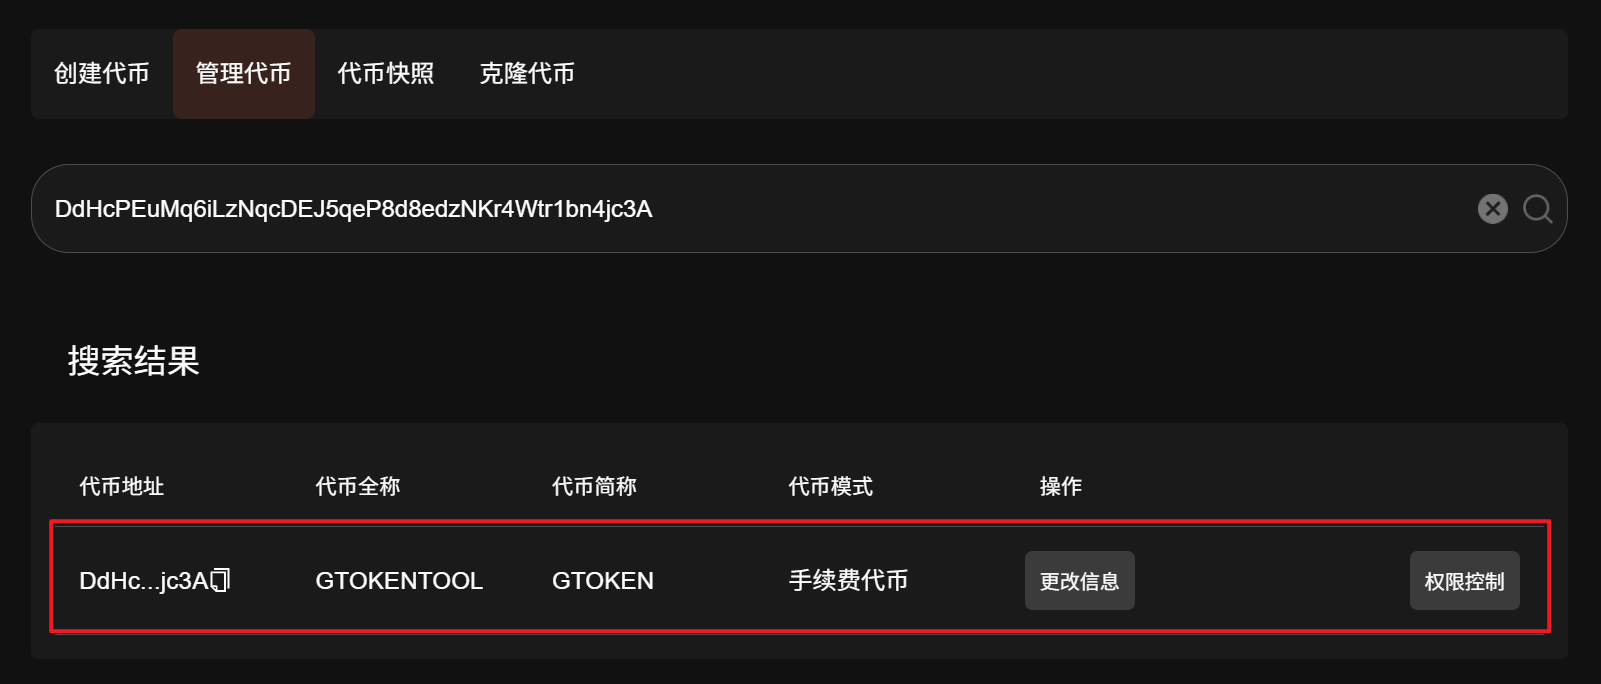 创建代币 管理代币 代币快照 克隆代币
DdHcPEuMq6iLzNqcDEJ5qeP8d8edzNKr4Wtr1bn4jc3A
搜索结果
代币地址 代币全称 代币简称 代币模式 操作
DdHc...jc3A GTOKENTOOL GTOKEN 手续费代币 更改信息 权限控制